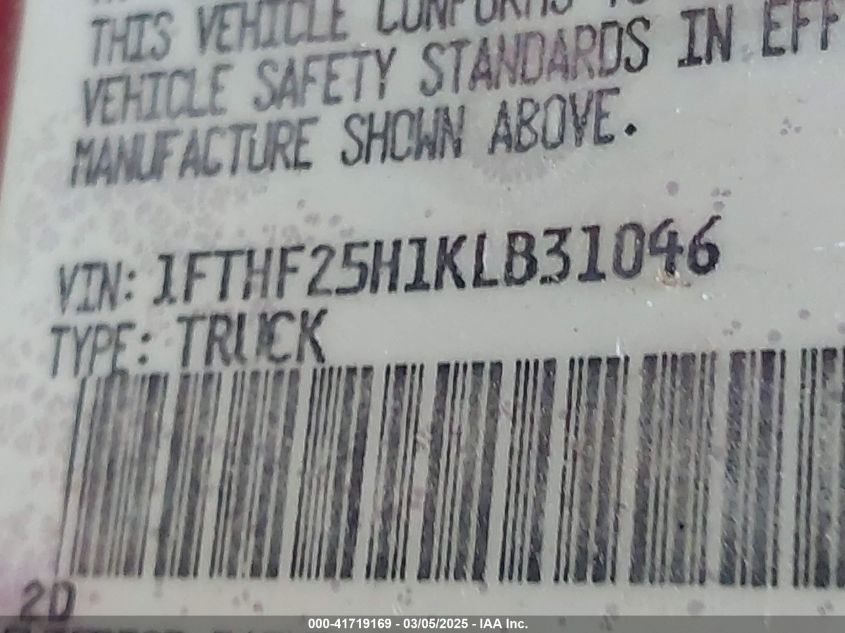 THIS VEHICLE CONFORMS TO
VEHICLE SAFETY STANDARDS IN EFF
MANUFACTURE SHOWN ABOVE.
VIN: 1FTHF25H1KLB31046
TYPE: TRUCK
2D
000-41719169 - 03/05/2025 - IAA Inc.